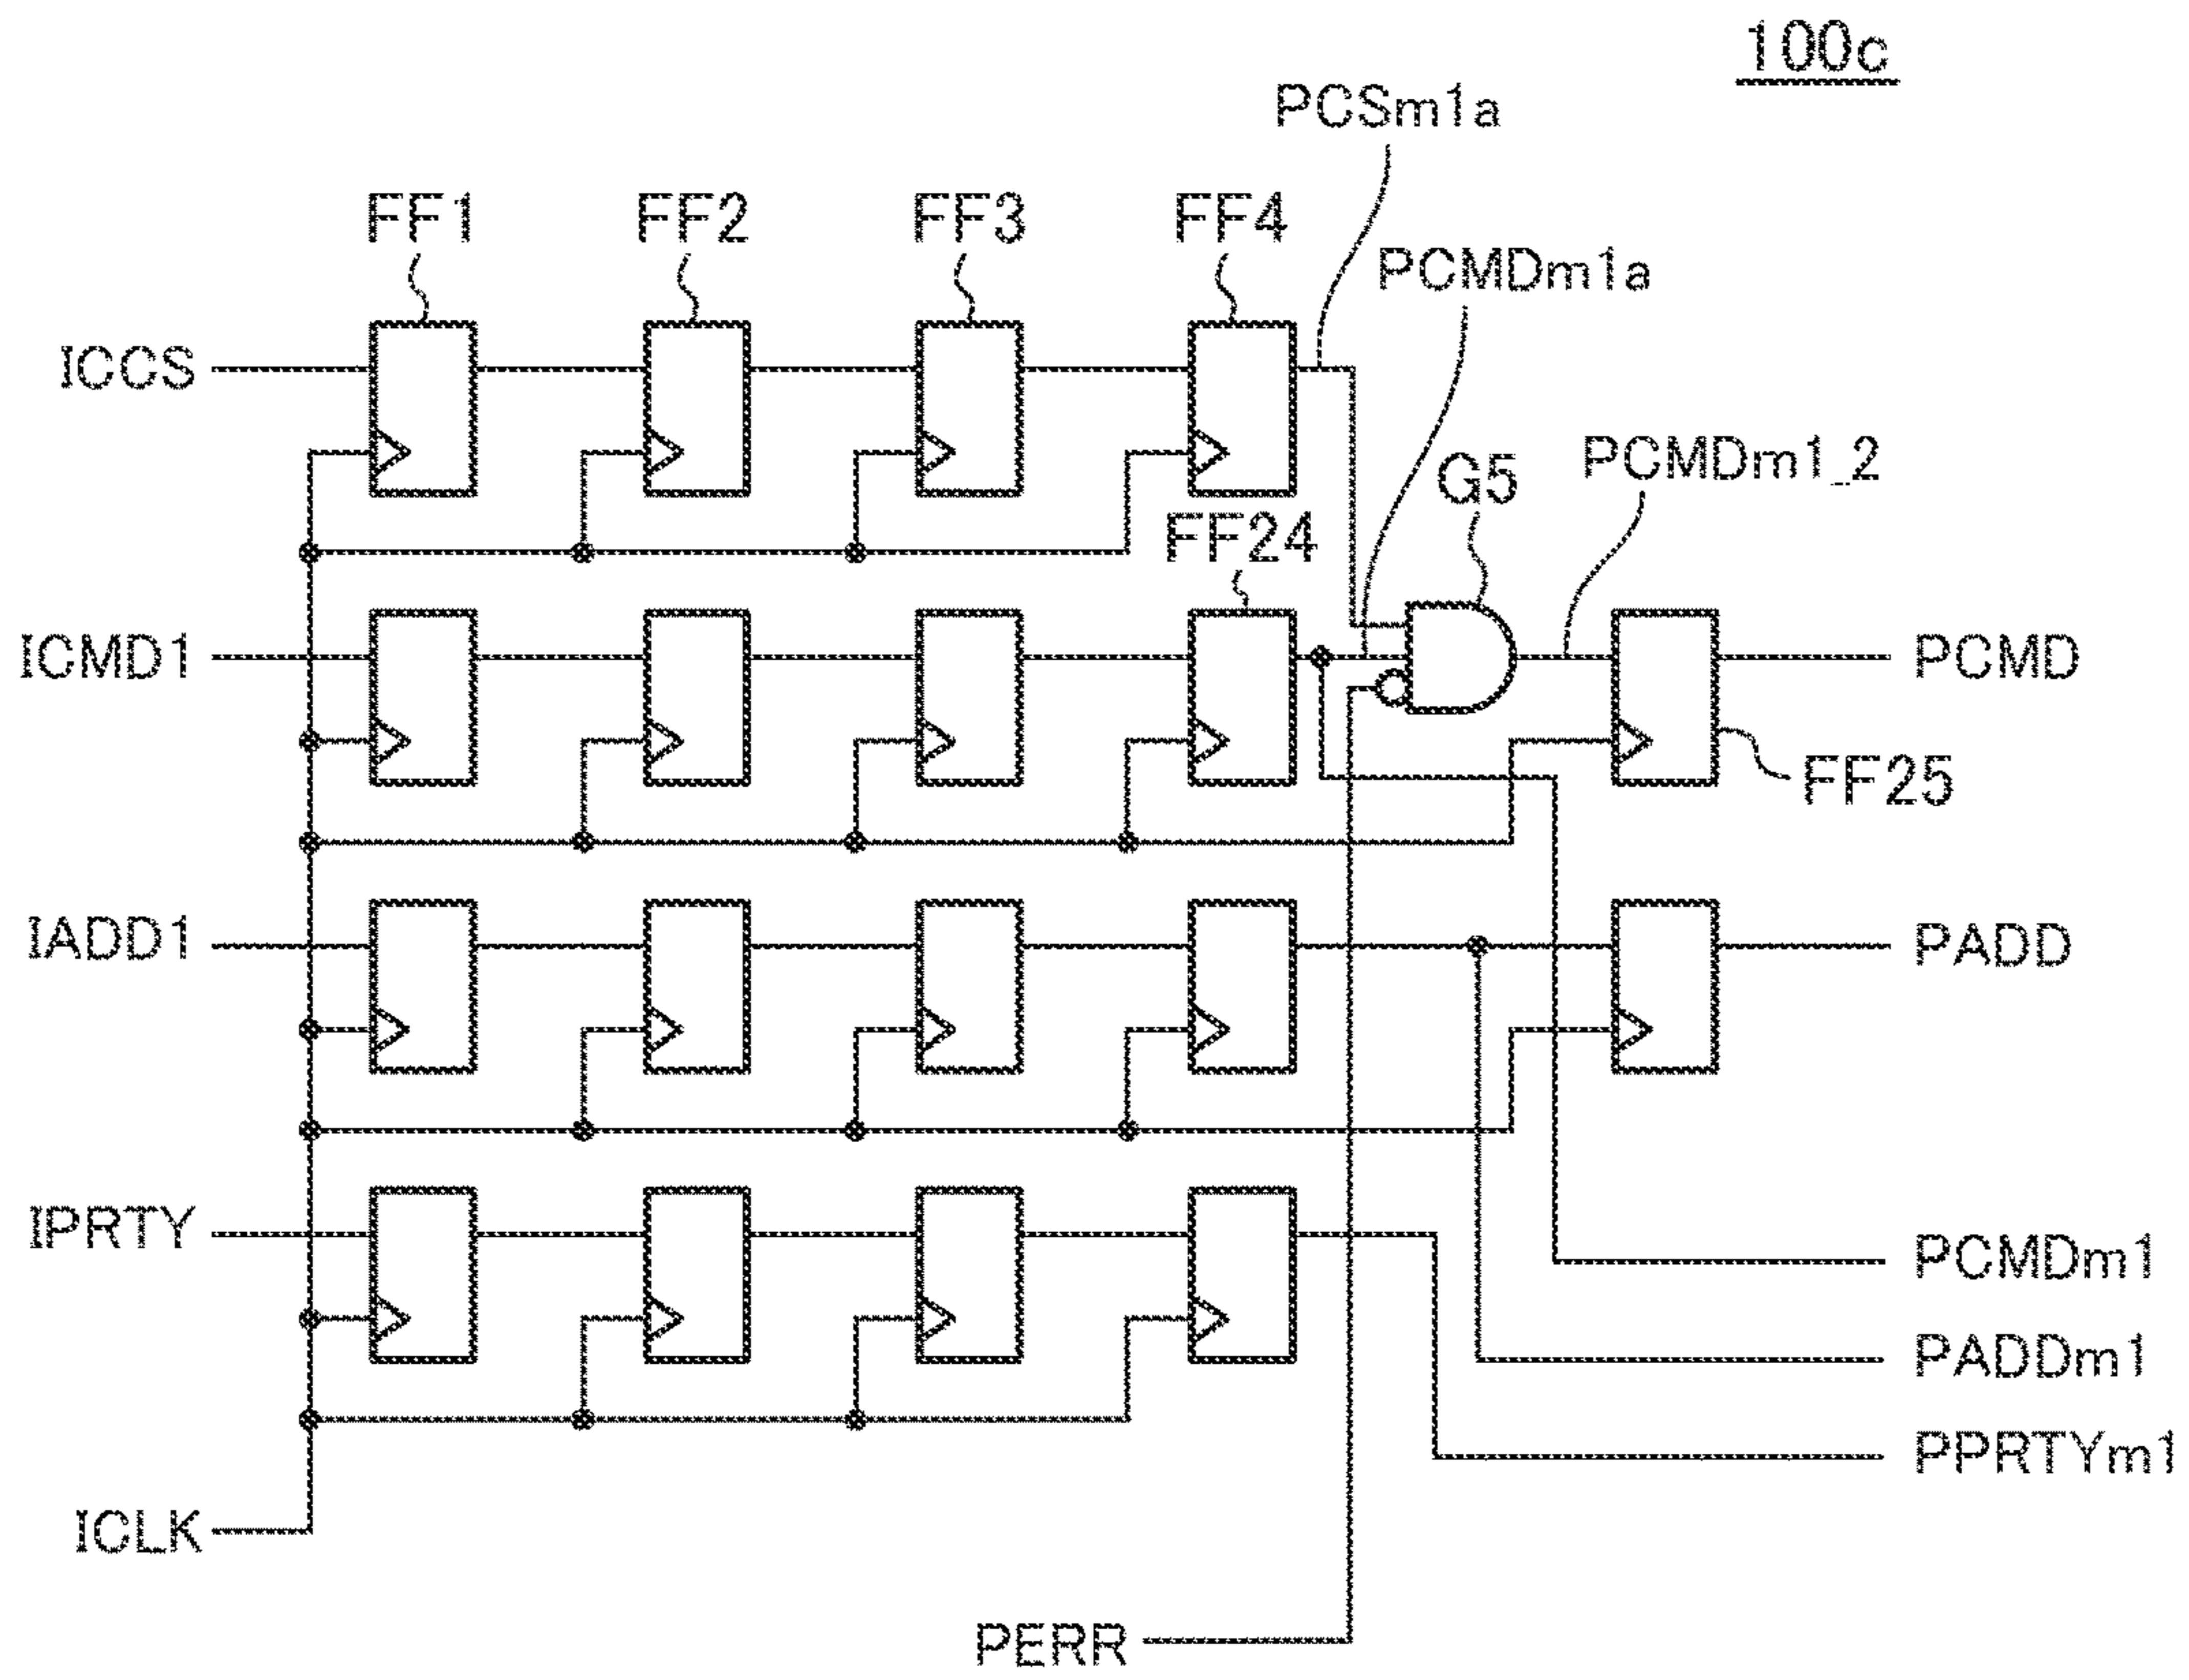 100c
PCSm1a
FF1
FF2
FF3
FF4
PCMDm1a
ICCS
G5
PCMDm1_2
FF24
ICMD1
PCMD
FF25
IADD1
PADD
IPRTY
PCMDm1
PADDm1
PPRTYm1
ICLK
PERR